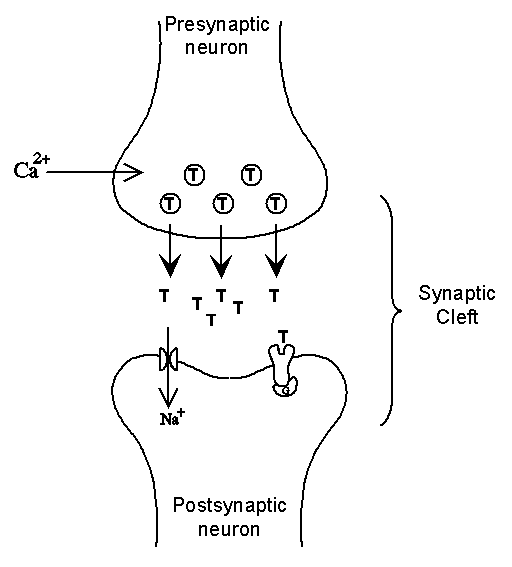 Presynaptic
neuron
Ca2+
T T
T T T
T T T T T
T
T
G
Na+
Synaptic
Cleft
Postsynaptic
neuron